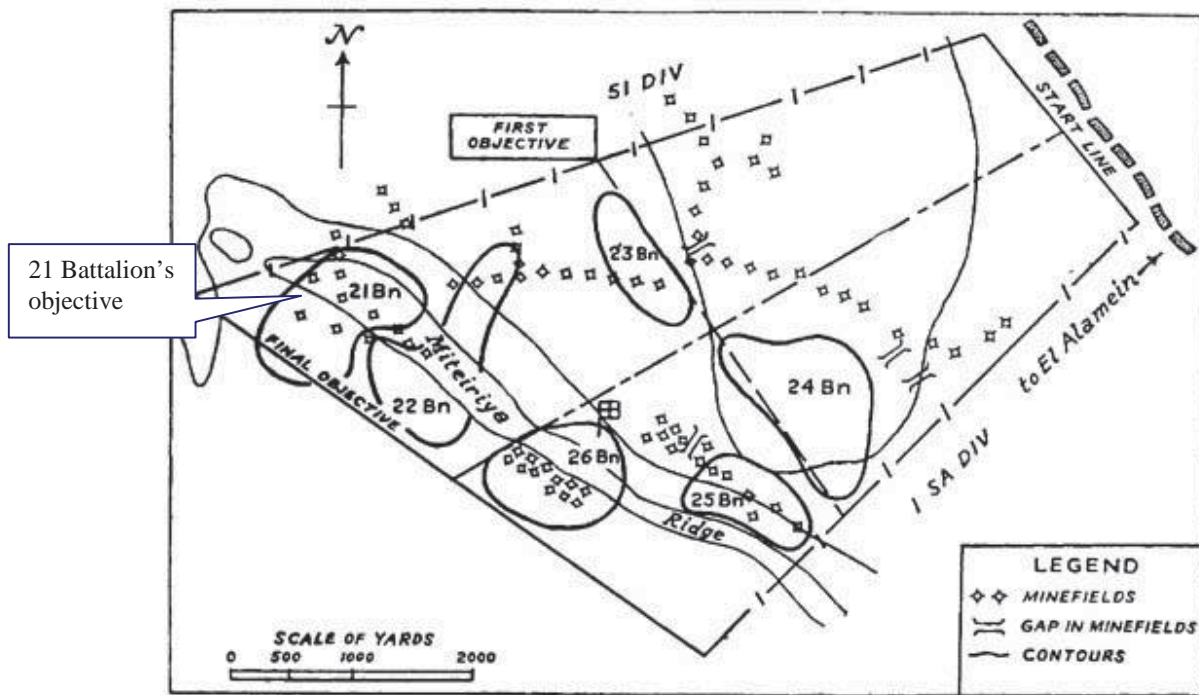 N
51 DIV
START LINE
FIRST
OBJECTIVE
23 Bn
21 Battalion's
objective
21 Bn
to El Alamein
FINAL OBJECTIVE
Miteiriya
24 Bn
22 Bn
26 Bn
1 SA DIV
25 Bn
Ridge
LEGEND
MINEFIELDS
GAP IN MINEFIELDS
CONTOURS
SCALE OF YARDS
0 500 1000 2000